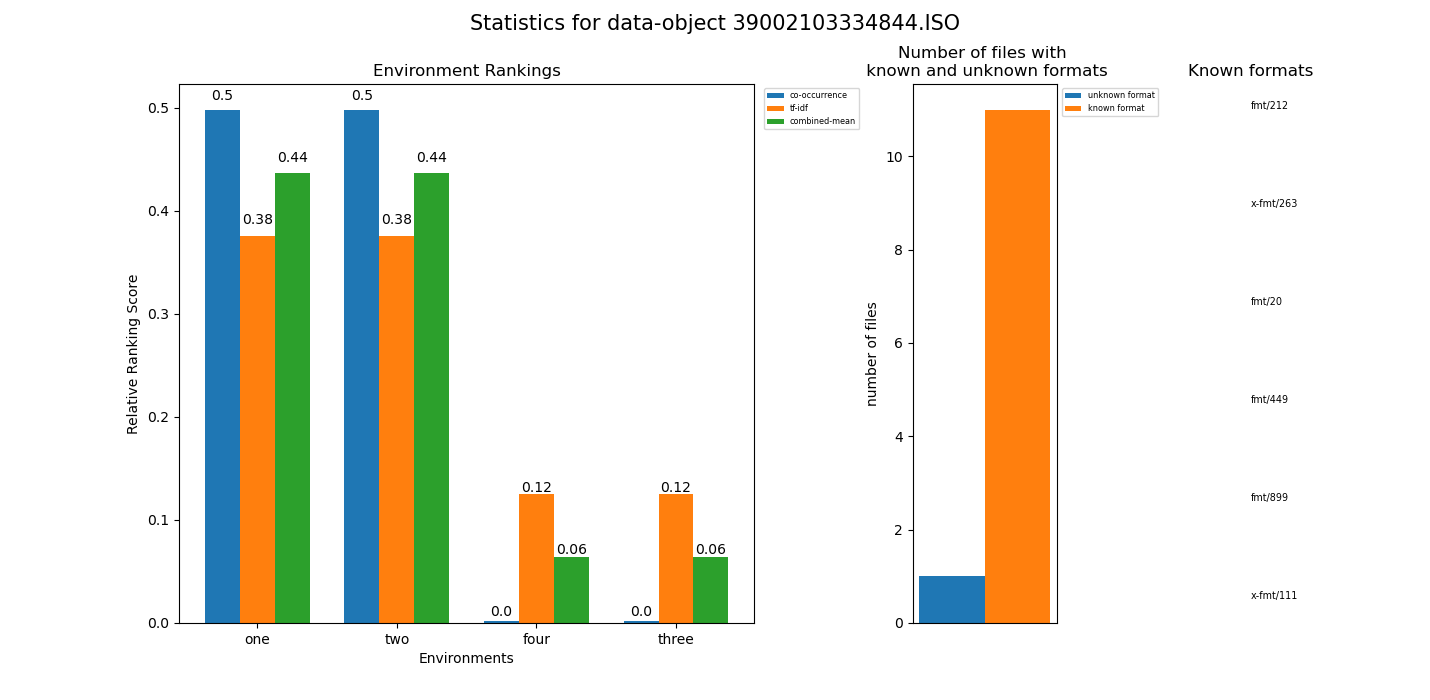 Statistics for data-object 39002103334844.ISO
Environment Rankings
0.5
0.4
0.3
0.2
0.1
0.0
Relative Ranking Score
0.5
0.38
0.44
0.5
0.38
0.44
0.0
0.12
0.06
0.0
0.12
0.06
one
two
four
three
Environments
co-occurrence
tf-idf
combined-mean
Number of files with
known and unknown formats
10
8
6
4
2
0
number of files
unknown format
known format
Known formats
fmt/212
x-fmt/263
fmt/20
fmt/449
fmt/899
x-fmt/111